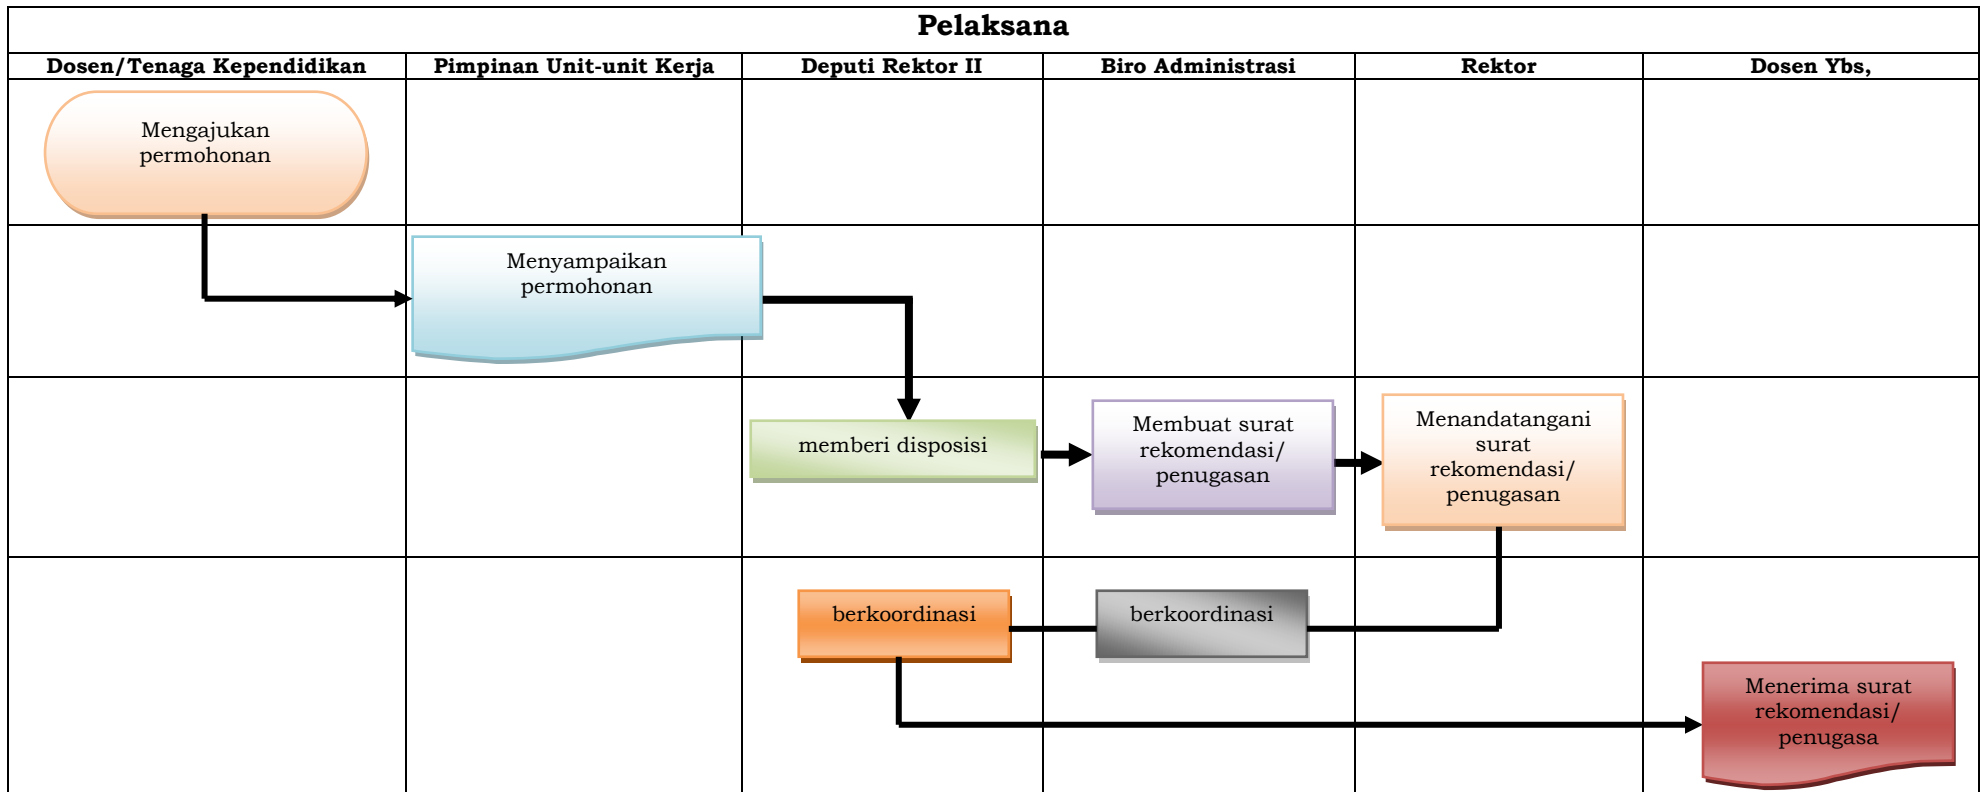 Pelaksana
Dosen/Tenaga Kependidikan
Pimpinan Unit-unit Kerja
Deputi Rektor II
Biro Administrasi
Rektor
Dosen Ybs,
Mengajukan
permohonan
Menyampaikan
permohonan
memberi disposisi
Membuat surat
rekomendasi/
penugasan
Menandatangani
surat
rekomendasi/
penugasan
berkoordinasi
berkoordinasi
Menerima surat
rekomendasi/
penugasa